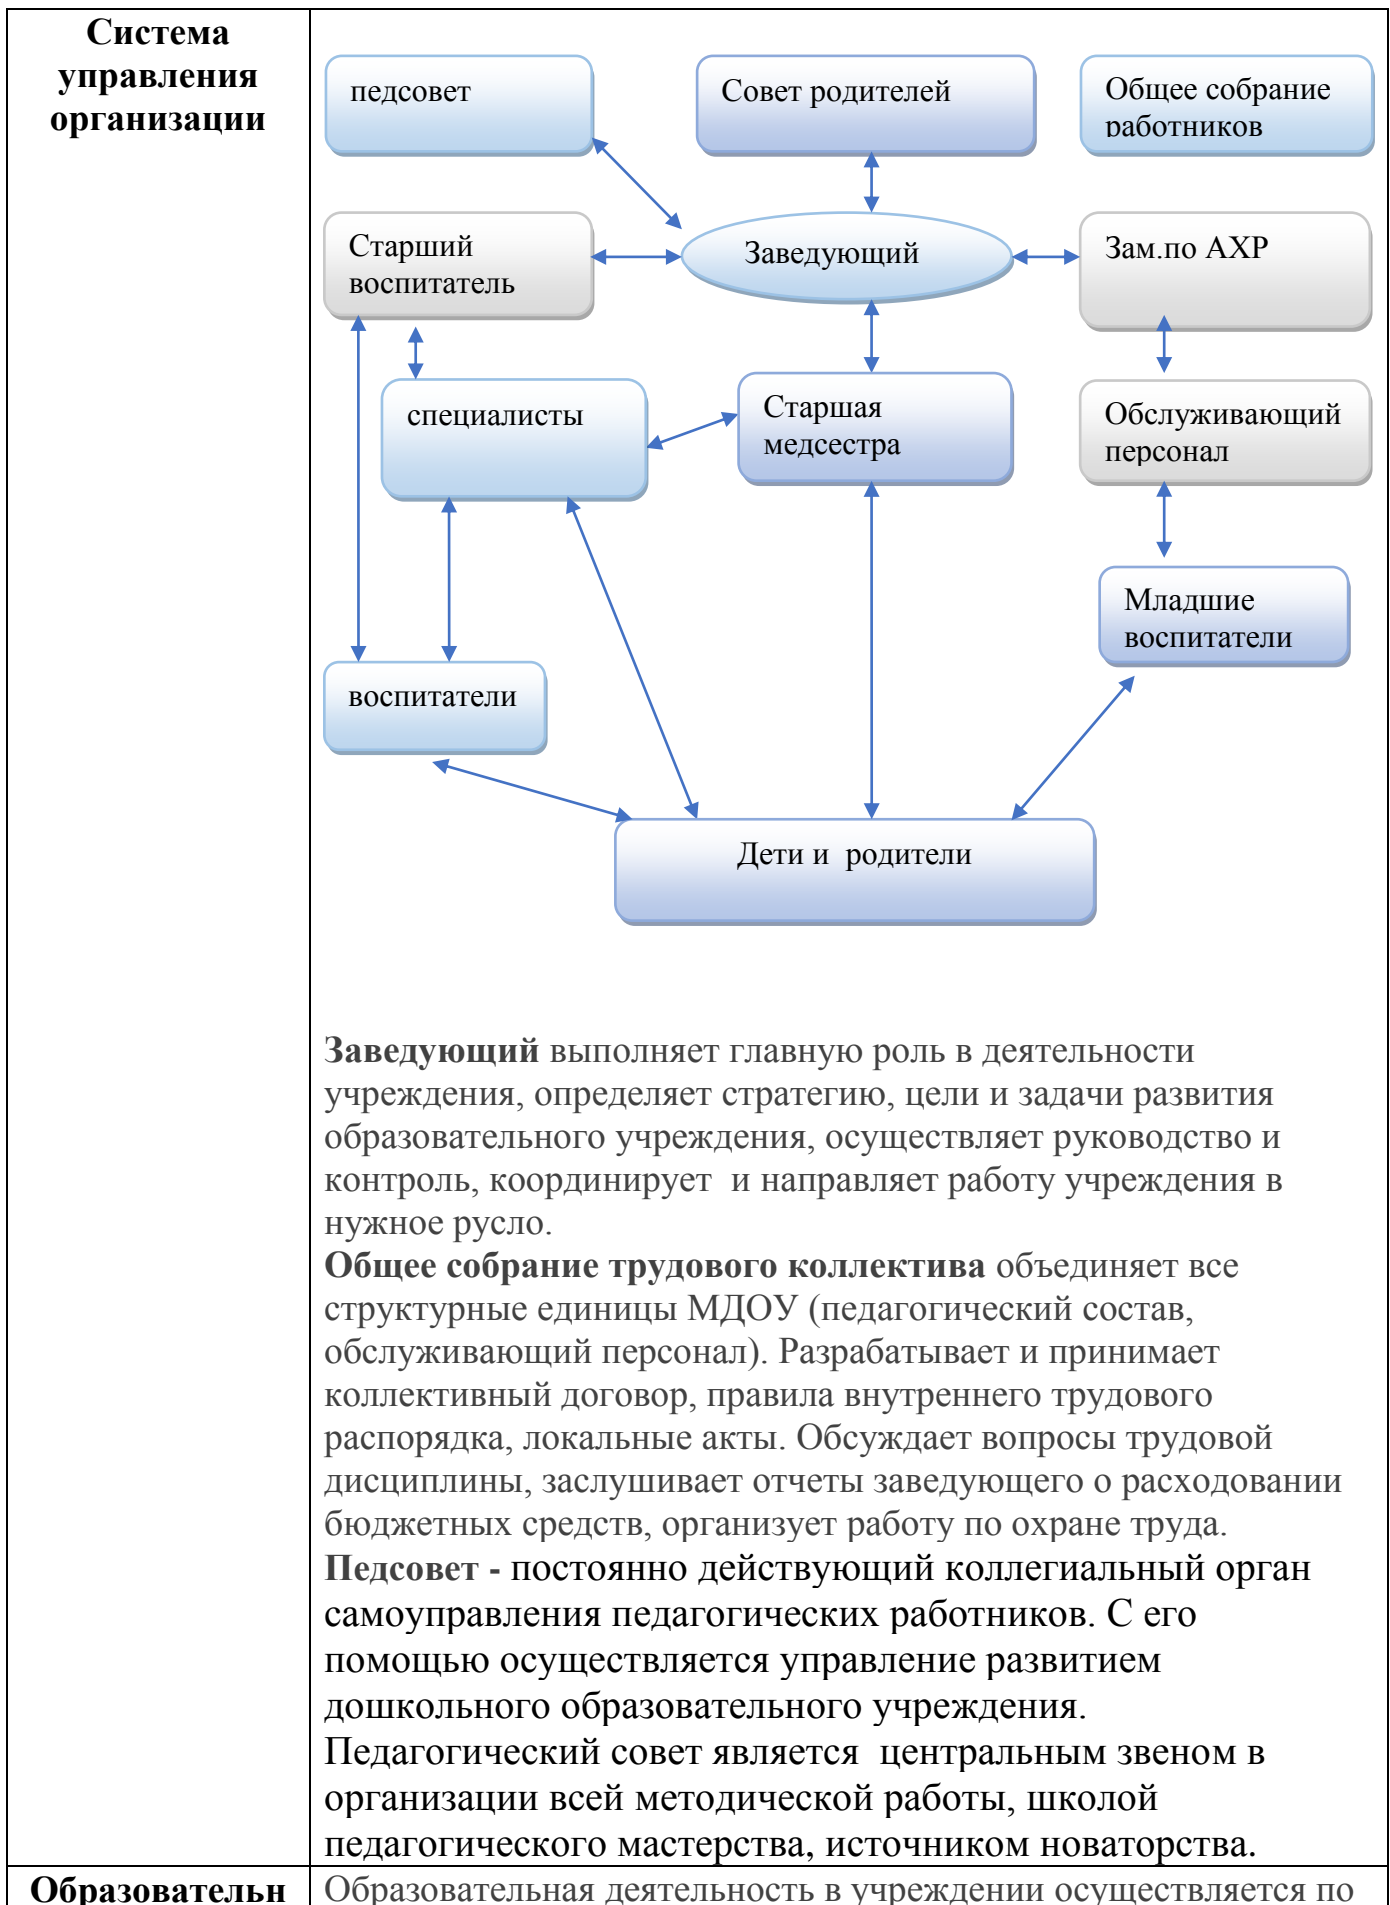 Система
управления
организации
педсовет
Совет родителей
Общее собрание
работников
Старший
воспитатель
Заведующий
Зам.по АХР
специалисты
Старшая
медсестра
Обслуживающий
персонал
Младшие
воспитатели
воспитатели
Дети и  родители
Заведующий выполняет главную роль в деятельности
учреждения, определяет стратегию, цели и задачи развития
образовательного учреждения, осуществляет руководство и
контроль, координирует  и направляет работу учреждения в
нужное русло.
Общее собрание трудового коллектива объединяет все
структурные единицы МДОУ (педагогический состав,
обслуживающий персонал). Разрабатывает и принимает
коллективный договор, правила внутреннего трудового
распорядка, локальные акты. Обсуждает вопросы трудовой
дисциплины, заслушивает отчеты заведующего о расходовании
бюджетных средств, организует работу по охране труда.
Педсовет - постоянно действующий коллегиальный орган
самоуправления педагогических работников. С его
помощью осуществляется управление развитием
дошкольного образовательного учреждения.
Педагогический совет является  центральным звеном в
организации всей методической работы, школой
педагогического мастерства, источником новаторства.
Образовательн
Образовательная деятельность в учреждении осуществляется по